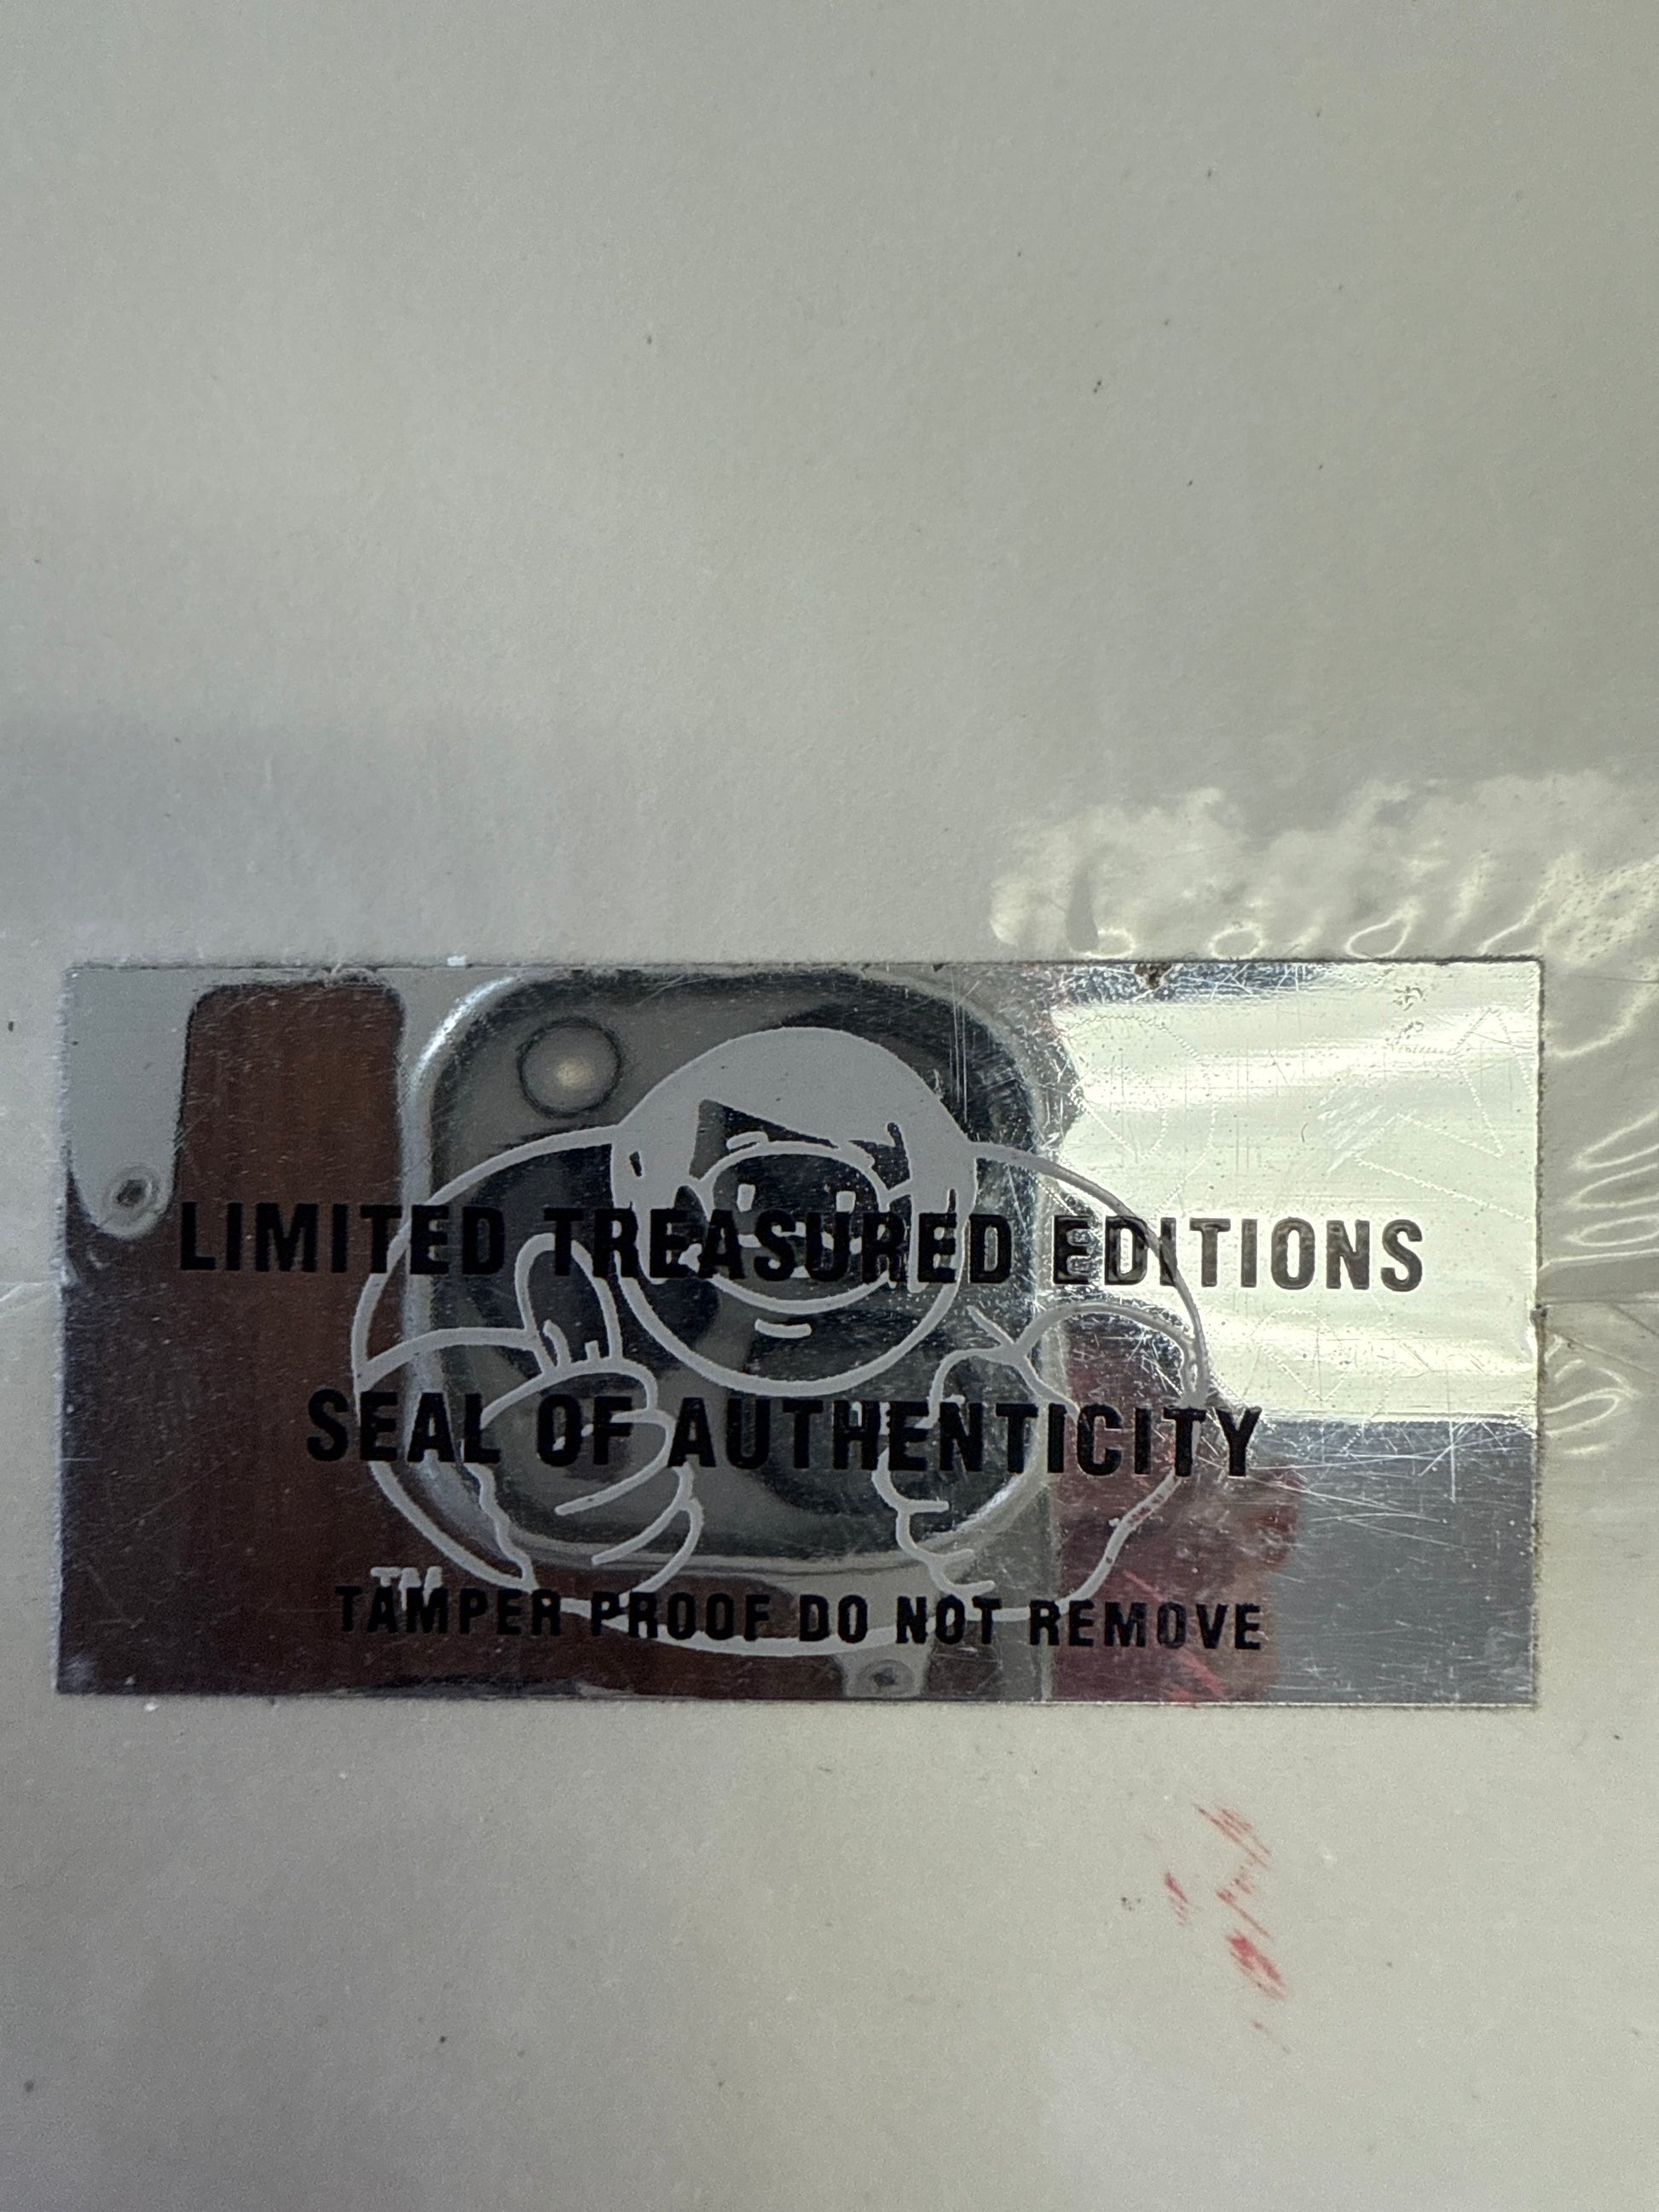 LIMITED TREASURED EDITIONS
SEAL OF AUTHENTICITY
TM
TAMPER PROOF DO NOT REMOVE